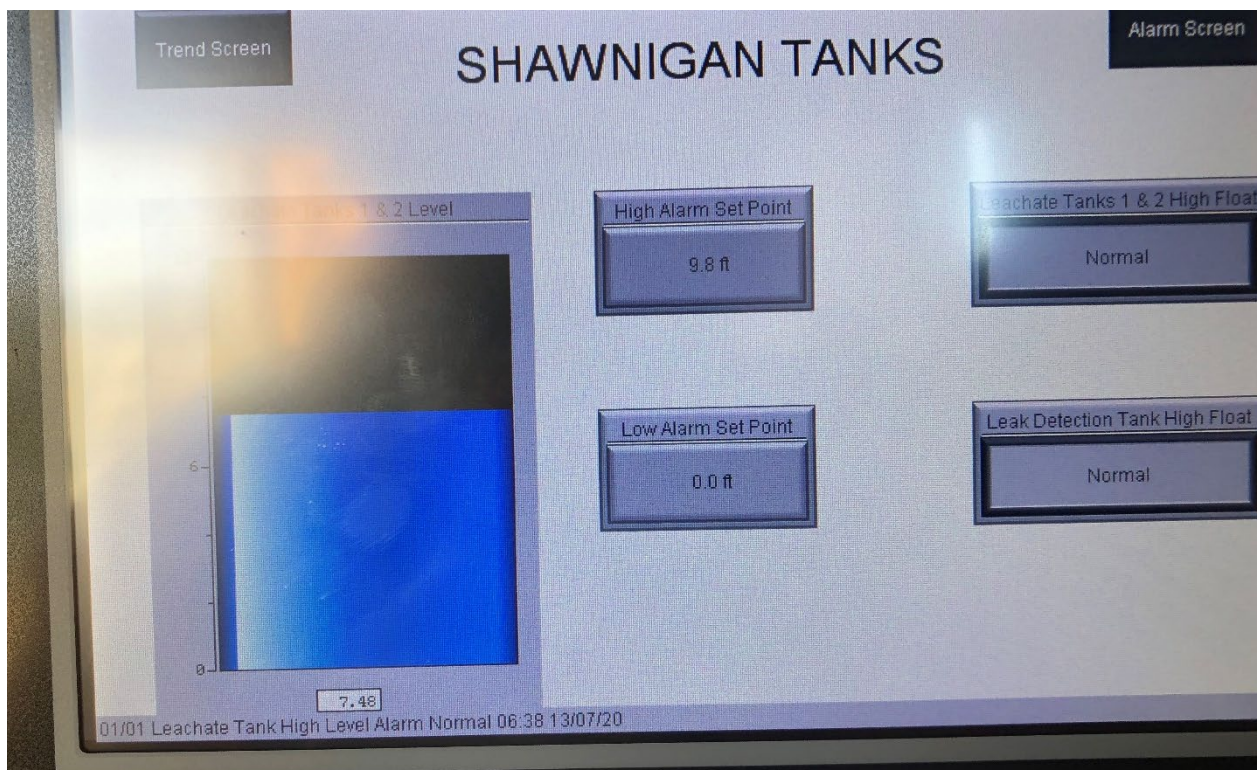 Trend Screen
Alarm Screen
SHAWNIGAN TANKS
Tanks 1 & 2 Level
6
0
7.48
High Alarm Set Point
9.8 ft
Low Alarm Set Point
0.0 ft
Leachate Tanks 1 & 2 High Float
Normal
Leak Detection Tank High Float
Normal
01/01 Leachate Tank High Level Alarm Normal 06:38 13/07/20